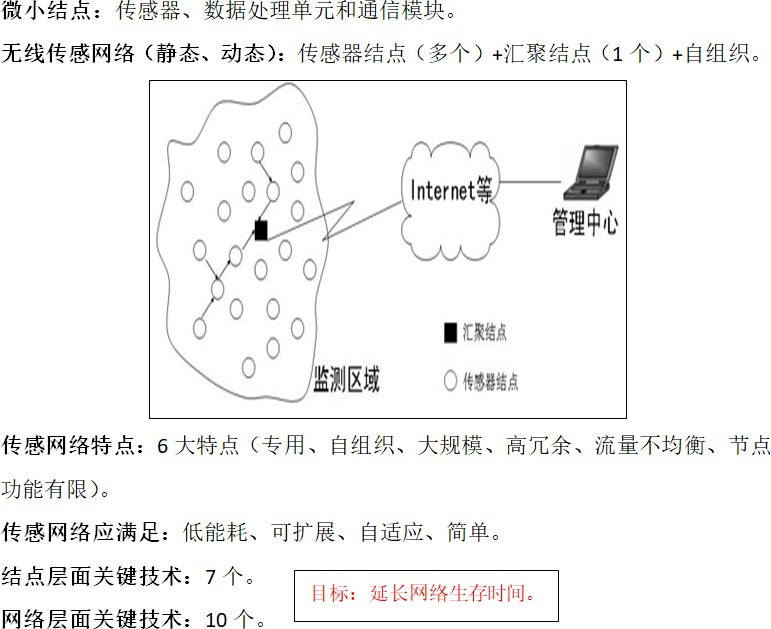 微小结点：传感器、数据处理单元和通信模块。
无线传感网络（静态、动态）：传感器结点（多个）+汇聚结点（1 个）+自组织。
Internet等
管理中心
汇聚结点
传感器结点
监测区域
传感网络特点：6 大特点（专用、自组织、大规模、高冗余、流量不均衡、节点
功能有限）。
传感网络应满足：低能耗、可扩展、自适应、简单。
结点层面关键技术：7 个。
目标：延长网络生存时间。
网络层面关键技术：10 个。